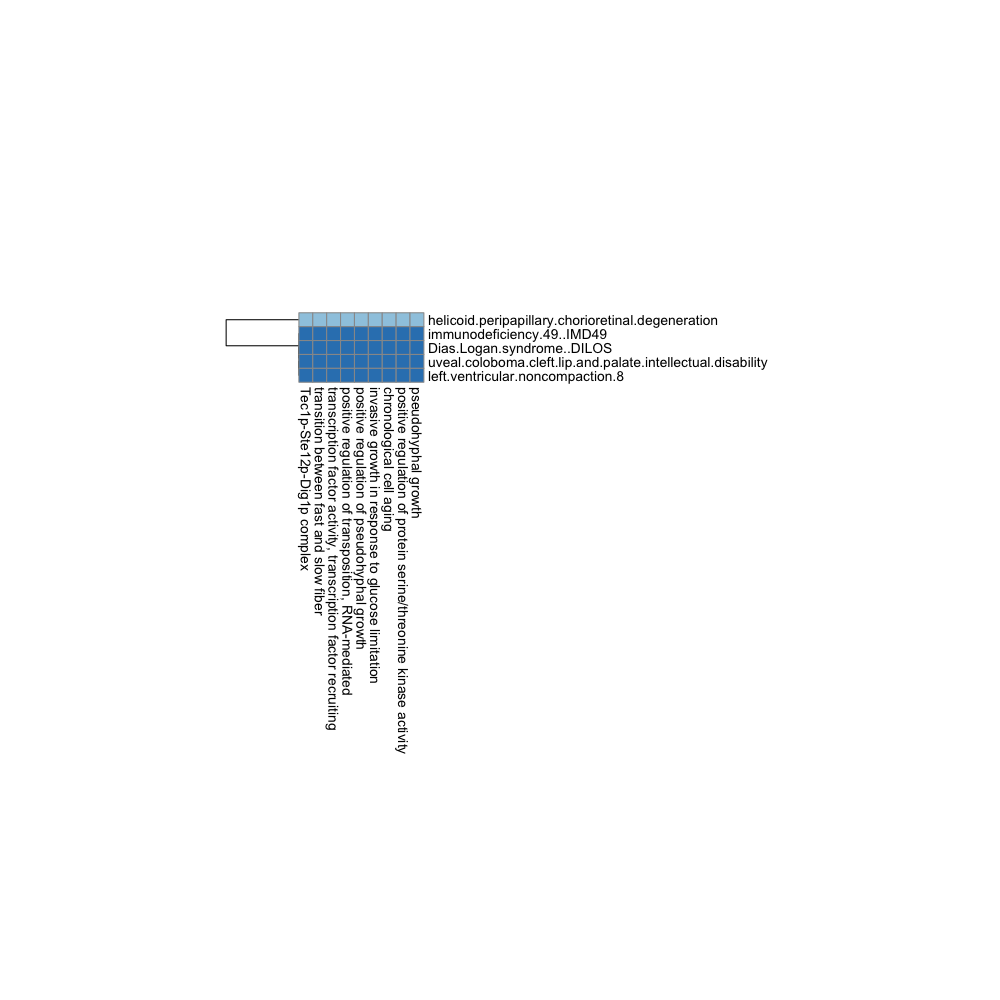 helicoid.peripapillary.chorioretinal.degeneration
immunodeficiency.49..IMD49
Dias.Logan.syndrome..DILOS
uveal.coloboma.cleft.lip.and.palate.intellectual.disability
left.ventricular.noncompaction.8
Tec1p-Ste12p-Dig1p complex
transition between fast and slow fiber
transcription factor activity, transcription factor recruiting
positive regulation of transposition, RNA-mediated
positive regulation of pseudohyphal growth
invasive growth in response to glucose limitation
chronological cell aging
positive regulation of protein serine/threonine kinase activity
pseudohyphal growth